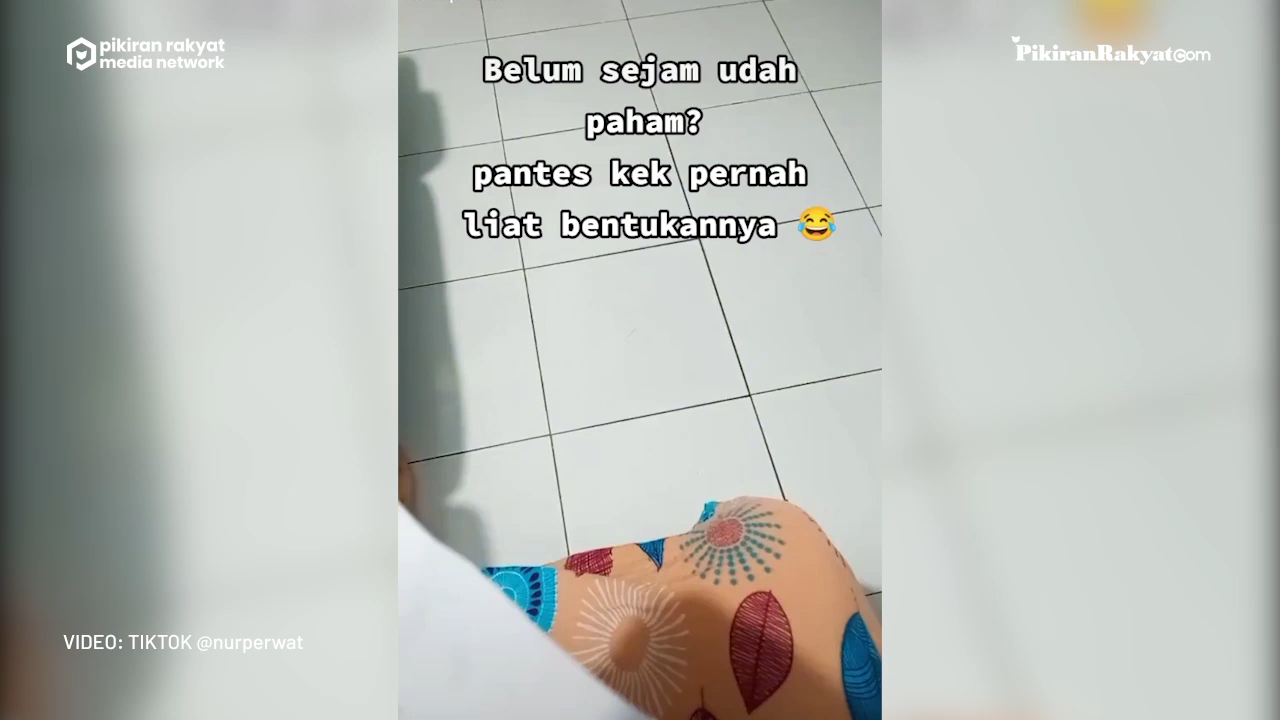 pikiran rakyat
media network
PikiranRakyat.com
Belum sejam udah
paham?
pantes kek pernah
liat bentukannya 😂
VIDEO: TIKTOK @nurperwat